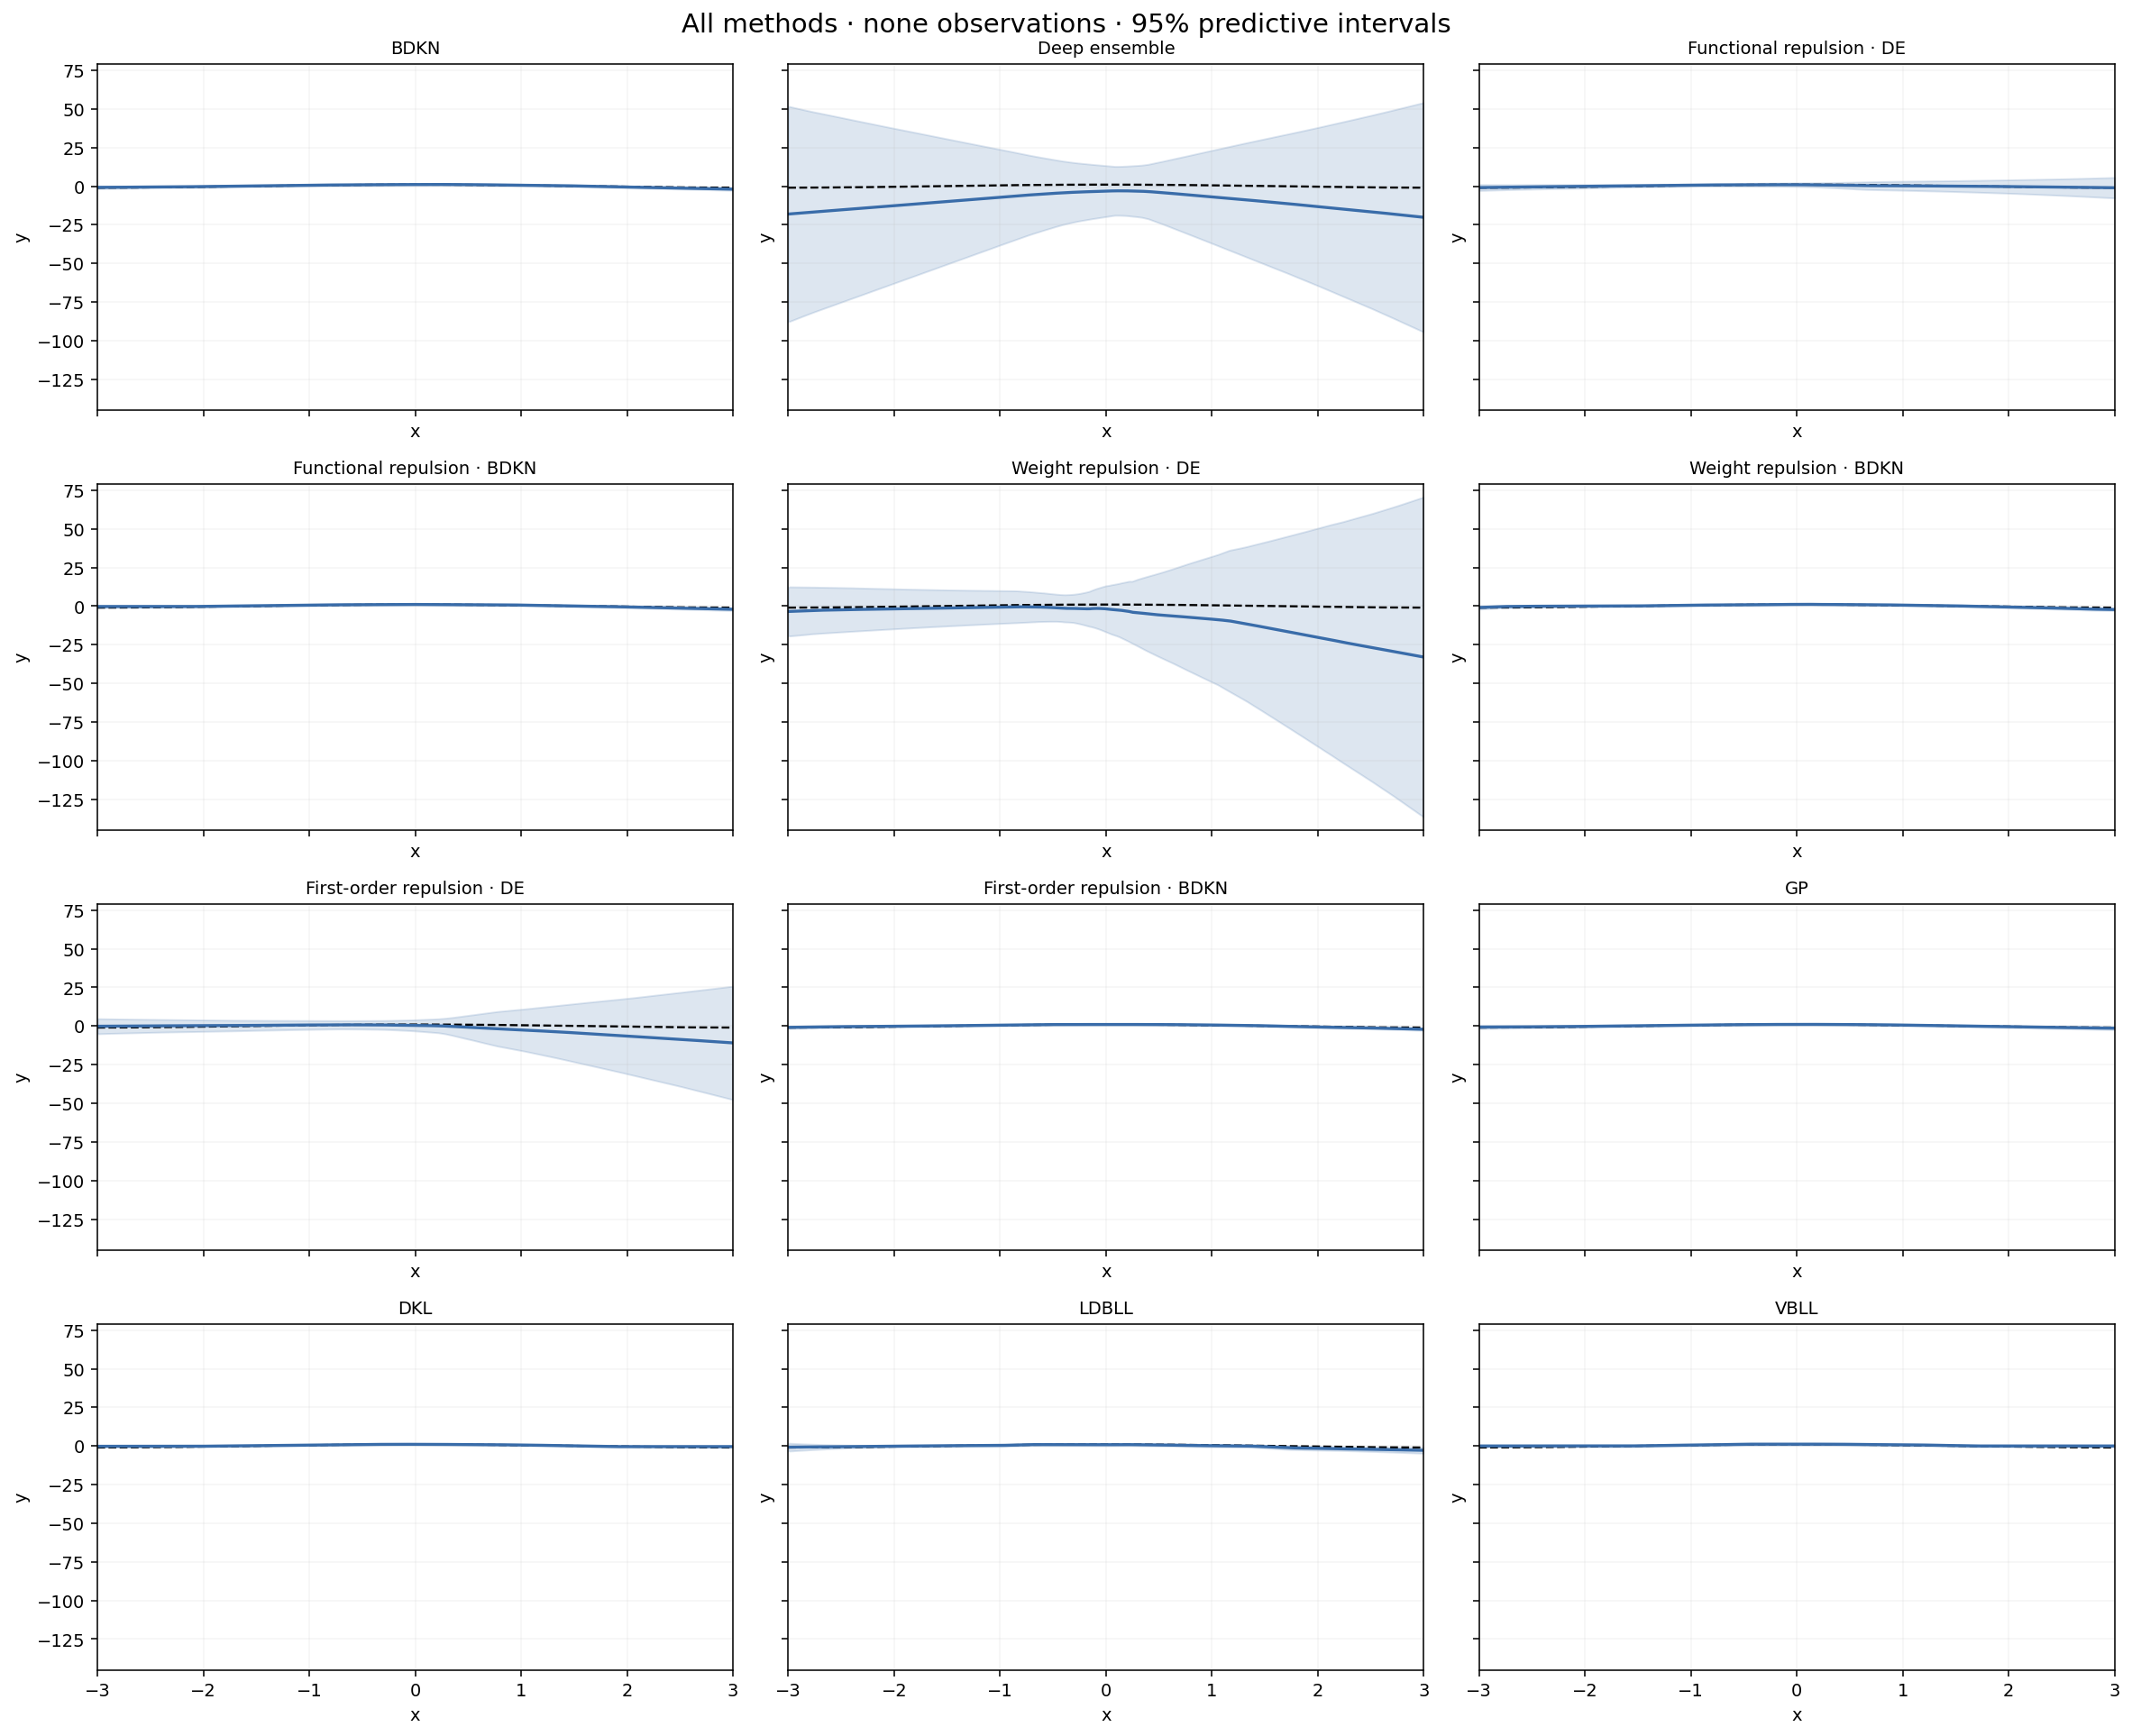 All methods · none observations · 95% predictive intervals
BDKN
Deep ensemble
Functional repulsion · DE
75
50
25
0
−25
−50
−75
−100
−125
y
y
y
x
x
x
Functional repulsion · BDKN
Weight repulsion · DE
Weight repulsion · BDKN
75
50
25
0
−25
−50
−75
−100
−125
y
y
y
x
x
x
First-order repulsion · DE
First-order repulsion · BDKN
GP
75
50
25
0
−25
−50
−75
−100
−125
y
y
y
x
x
x
DKL
LDBLL
VBLL
75
50
25
0
−25
−50
−75
−100
−125
y
y
y
−3 −2 −1 0 1 2 3
−3 −2 −1 0 1 2 3
−3 −2 −1 0 1 2 3
x
x
x